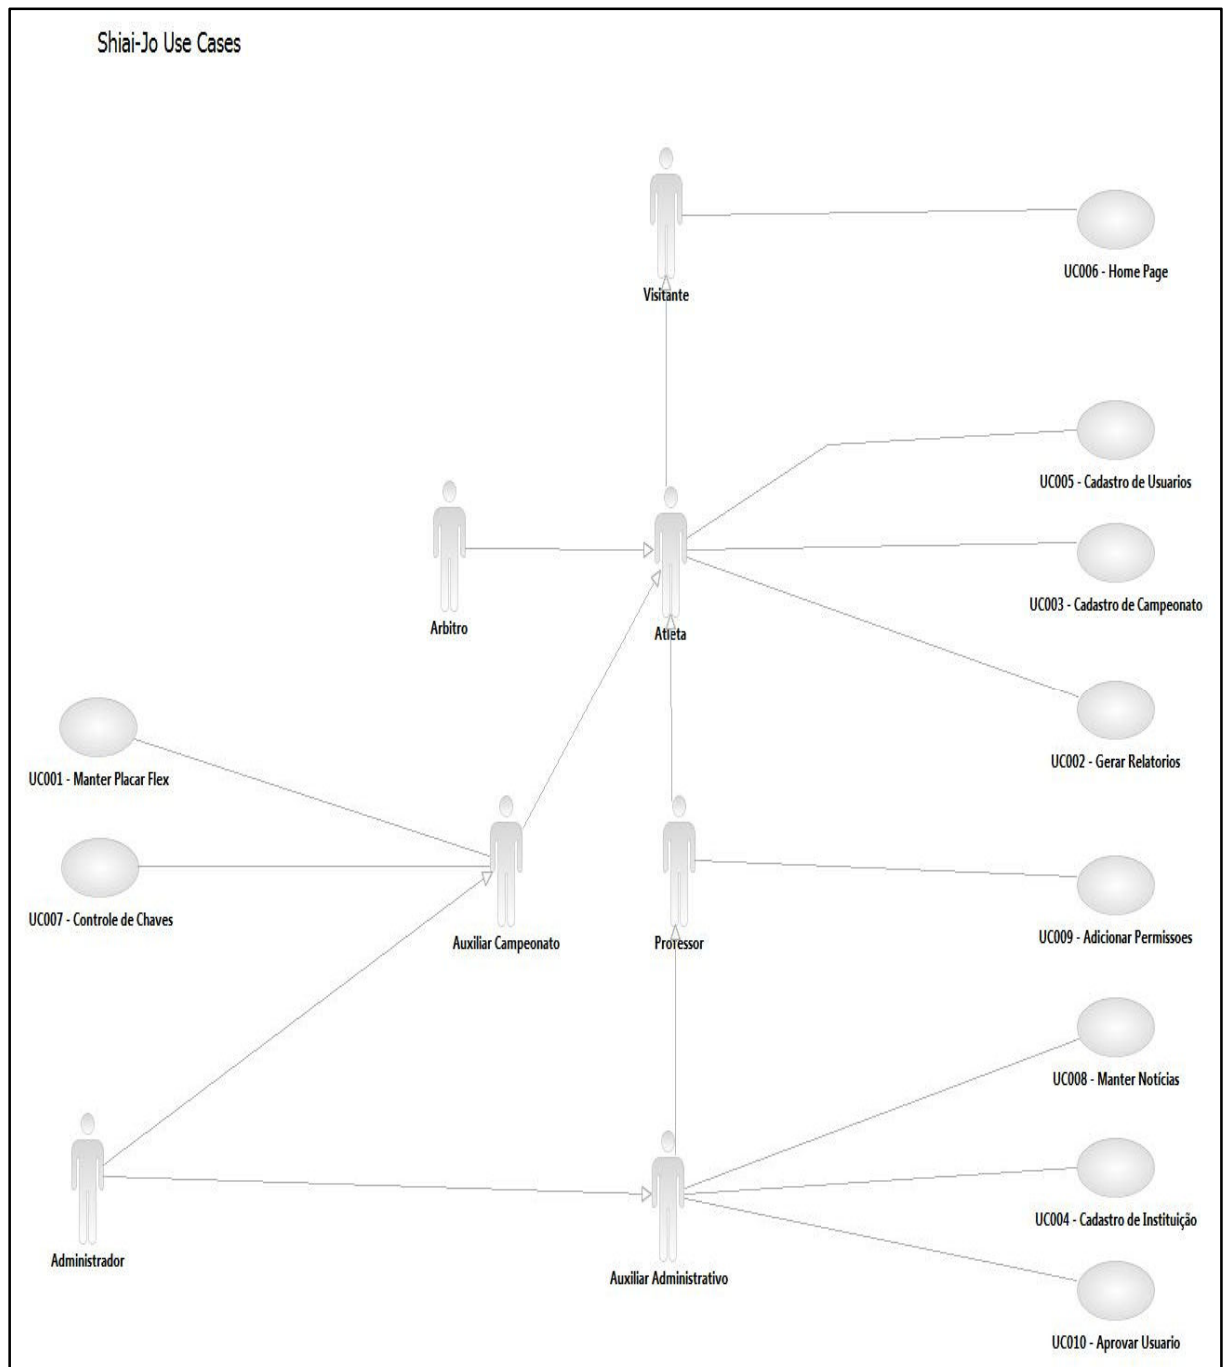 Shiai-Jo Use Cases
UC006 - Home Page
Visitante
UC005 - Cadastro de Usuarios
UC003 - Cadastro de Campeonato
Arbitro
Atleta
UC002 - Gerar Relatorios
UC001 - Manter Placar Flex
UC007 - Controle de Chaves
Auxiliar Campeonato
Professor
UC009 - Adicionar Permissoes
UC008 - Manter Notícias
UC004 - Cadastro de Instituição
Administrador
Auxiliar Administrativo
UC010 - Aprovar Usuario